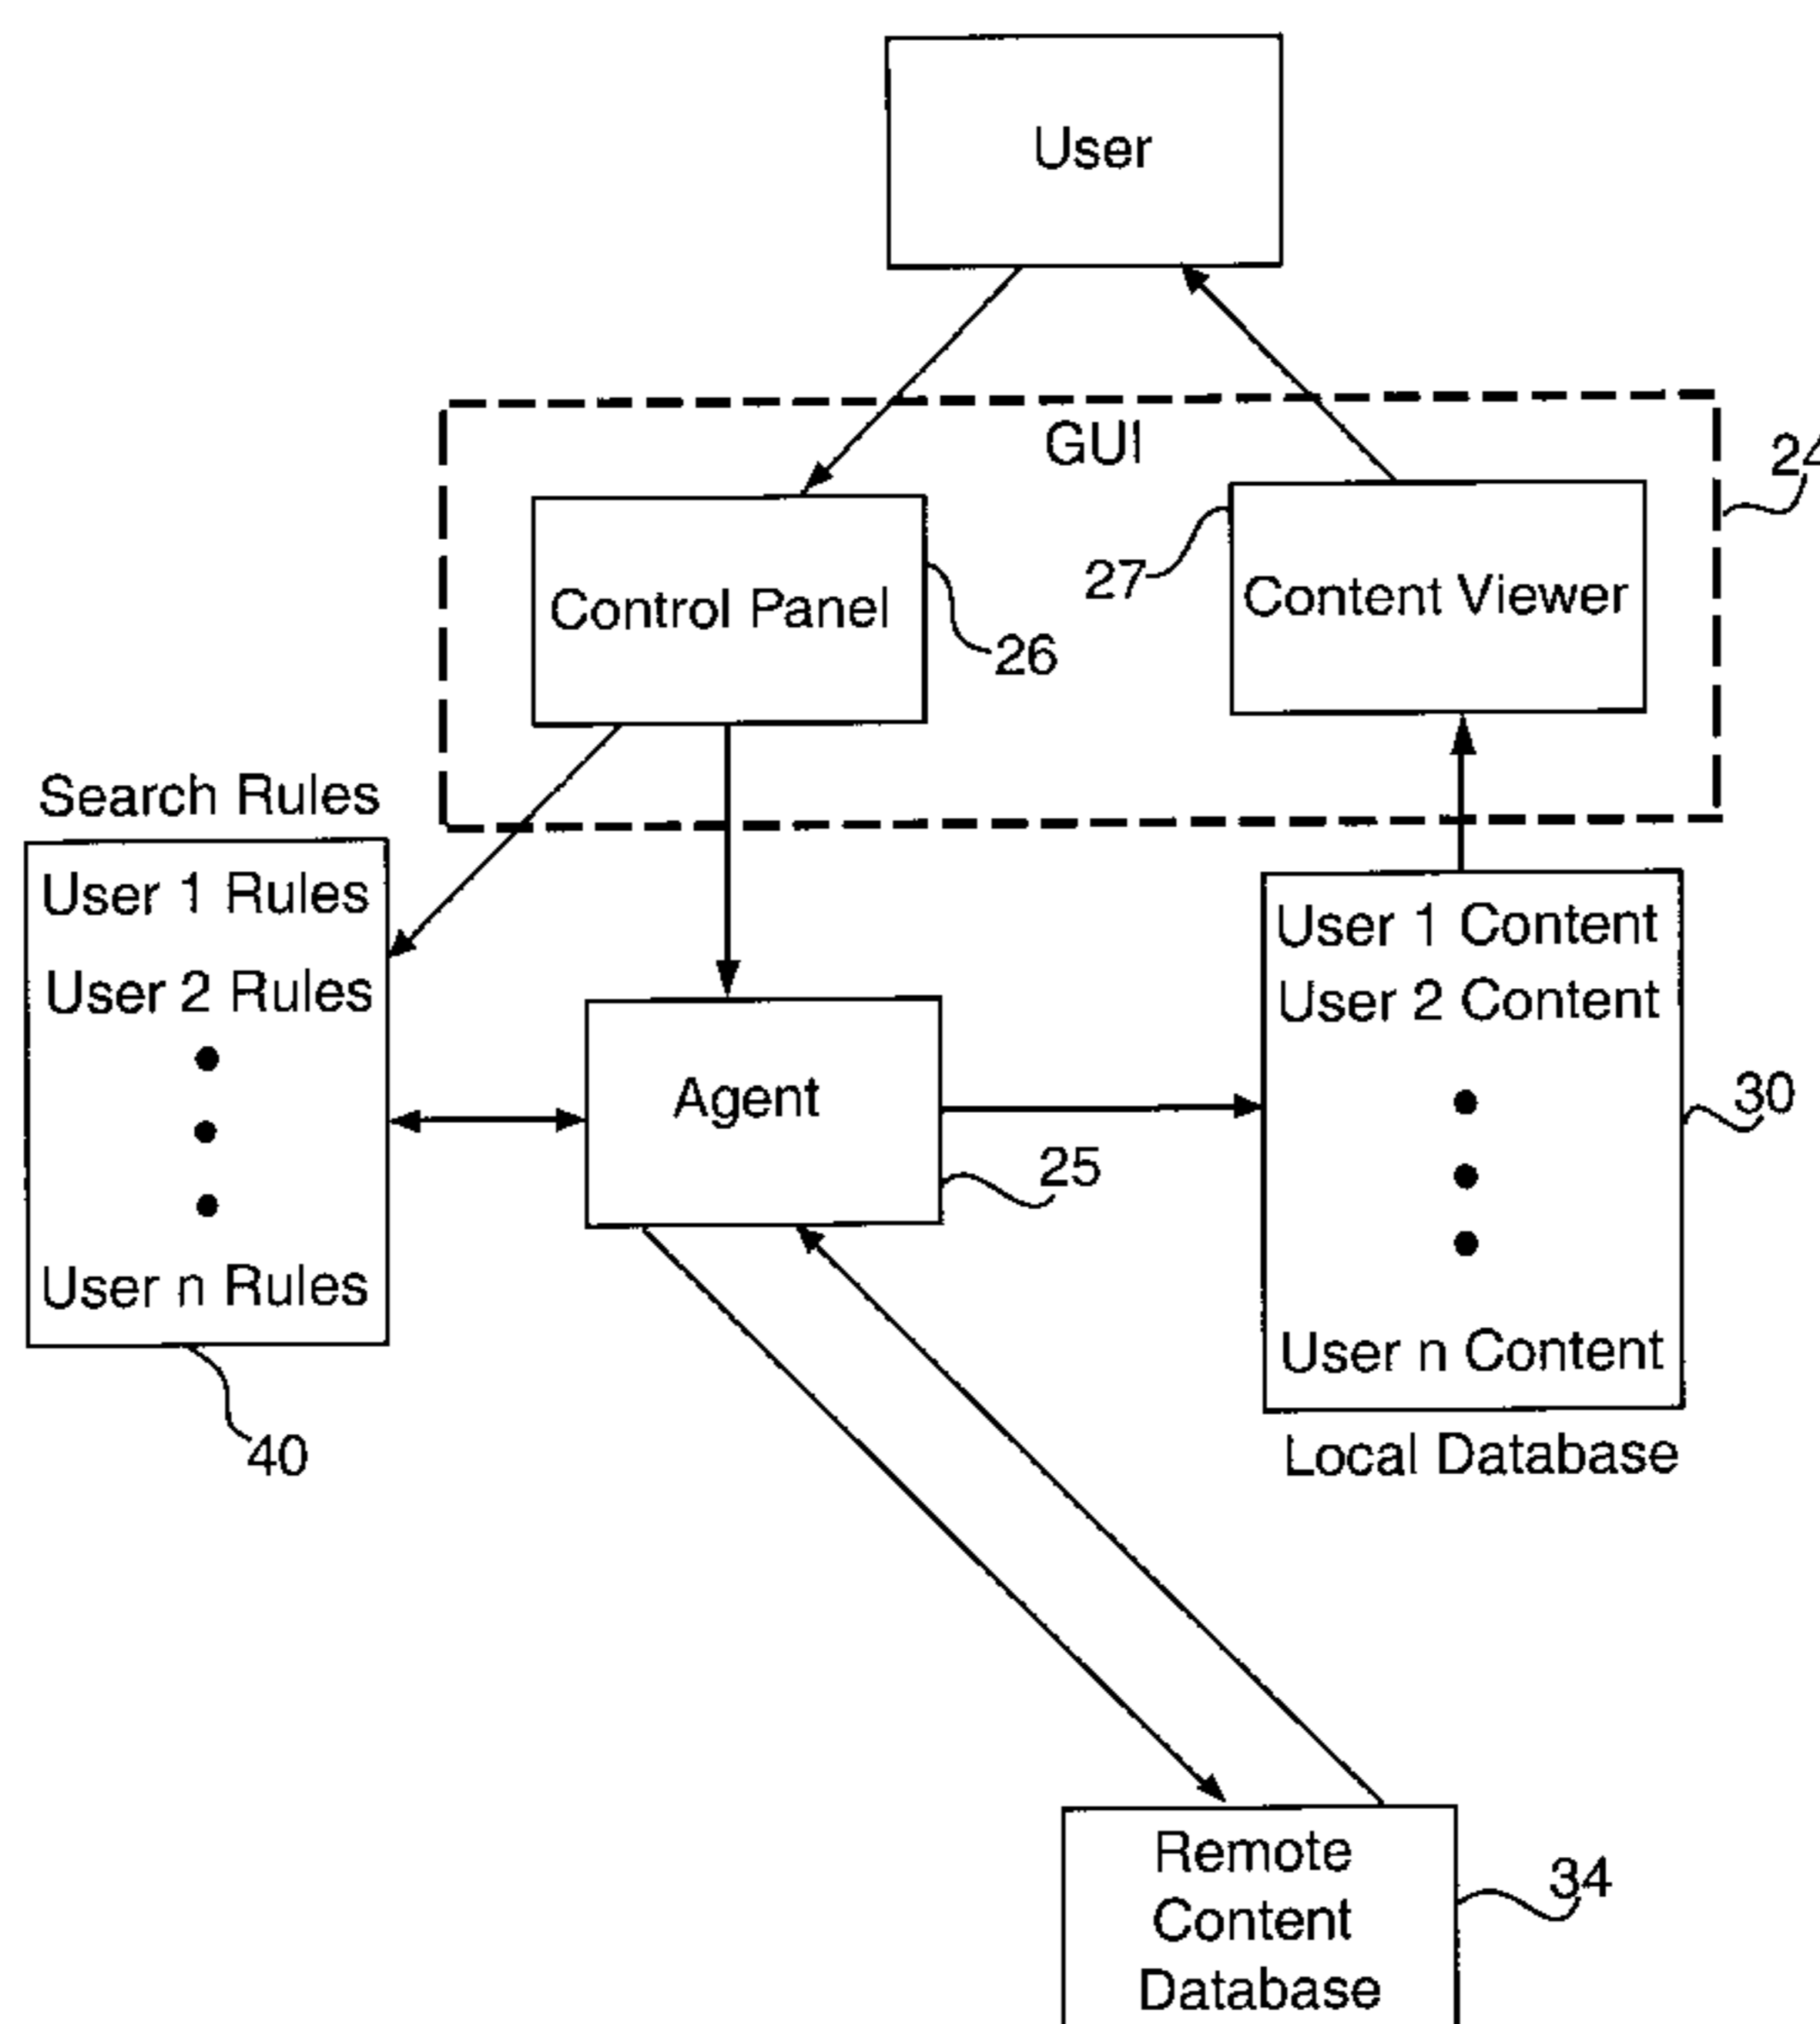 User
GUI
24
Control Panel
26
27
Content Viewer
Search Rules
User 1 Rules
User 2 Rules
User n Rules
40
Agent
25
User 1 Content
User 2 Content
User n Content
30
Local Database
Remote
Content
Database
34